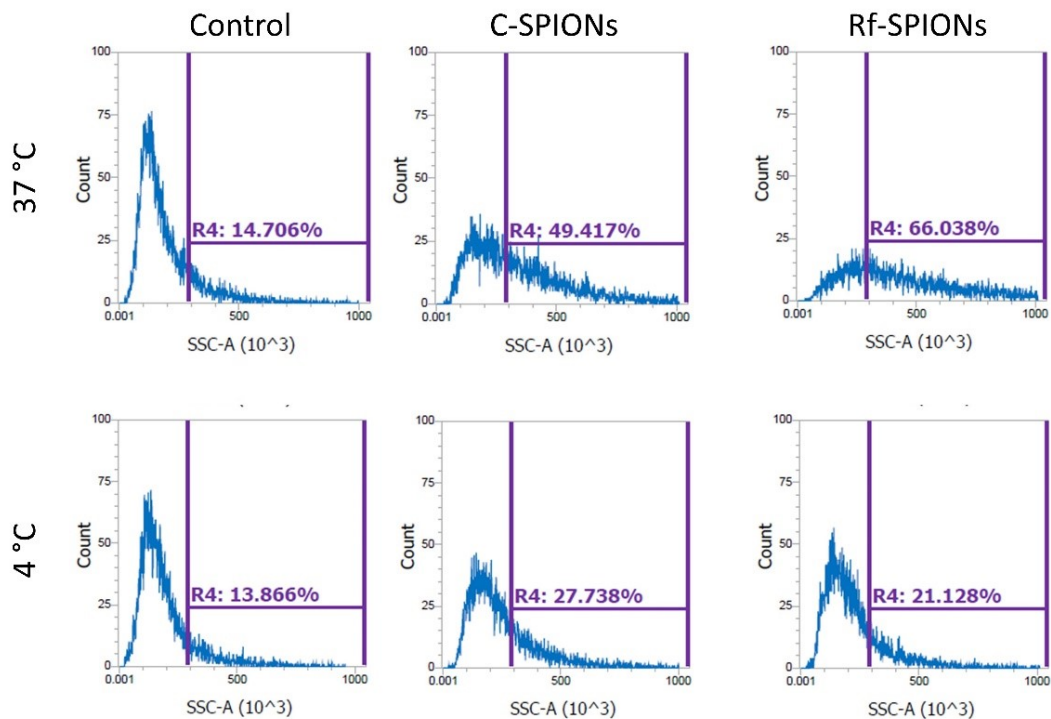 Control C-SPIONs Rf-SPIONs
37 °C
100 75 50 25 0
Count
R4: 14.706%
0.001 500 1000
SSC-A (10^3)
100 75 50 25 0
Count
R4: 49.417%
0.001 500 1000
SSC-A (10^3)
100 75 50 25 0
Count
R4: 66.038%
0.001 500 1000
SSC-A (10^3)
4 °C
100 75 50 25 0
Count
R4: 13.866%
0.001 500 1000
SSC-A (10^3)
100 75 50 25 0
Count
R4: 27.738%
0.001 500 1000
SSC-A (10^3)
100 75 50 25 0
Count
R4: 21.128%
0.001 500 1000
SSC-A (10^3)